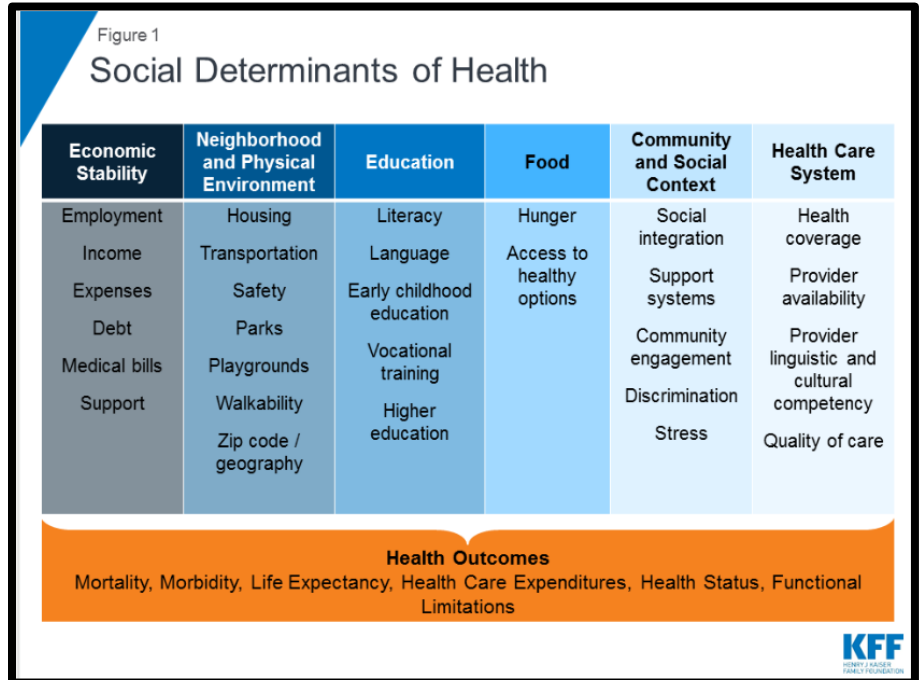 Figure 1
Social Determinants of Health
Economic
Stability
Neighborhood
and Physical
Environment
Education
Food
Community
and Social
Context
Health Care
System
Employment
Income
Expenses
Debt
Medical bills
Support
Housing
Transportation
Safety
Parks
Playgrounds
Walkability
Zip code /
geography
Literacy
Language
Early childhood
education
Vocational
training
Higher
education
Hunger
Access to
healthy
options
Social
integration
Support
systems
Community
engagement
Discrimination
Stress
Health
coverage
Provider
availability
Provider
linguistic and
cultural
competency
Quality of care
Health Outcomes
Mortality, Morbidity, Life Expectancy, Health Care Expenditures, Health Status, Functional
Limitations
KFF
HENRY J KAISER
FAMILY FOUNDATION